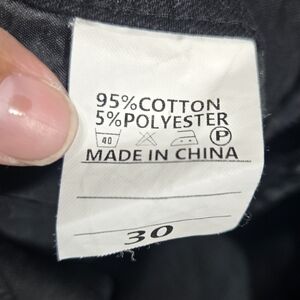 95%COTTON
5%POLYESTER
40 P
MADE IN CHINA
30